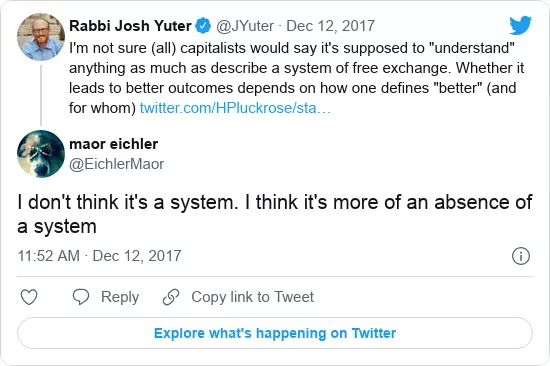 Rabbi Josh Yuter @JYuter · Dec 12, 2017
I'm not sure (all) capitalists would say it's supposed to "understand"
anything as much as describe a system of free exchange. Whether it
leads to better outcomes depends on how one defines "better" (and
for whom) twitter.com/HPluckrose/sta…
maor eichler
@EichlerMaor
I don't think it's a system. I think it's more of an absence of
a system
11:52 AM · Dec 12, 2017
Reply Copy link to Tweet
Explore what's happening on Twitter